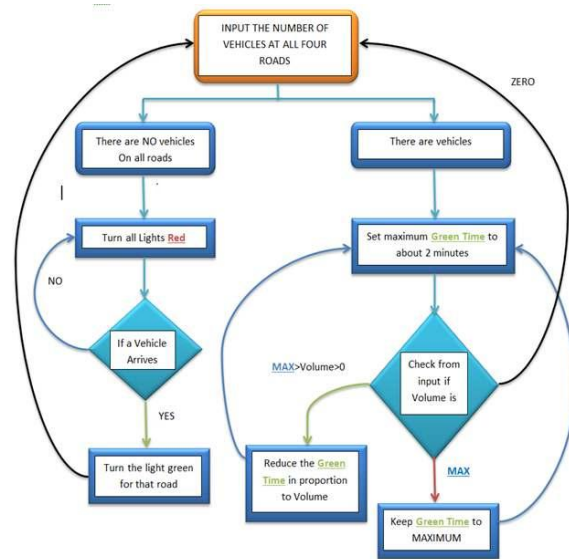 INPUT THE NUMBER OF
VEHICLES AT ALL FOUR
ROADS
ZERO
There are NO vehicles
On all roads
There are vehicles
Turn all Lights Red
Set maximum Green Time to
about 2 minutes
NO
If a Vehicle
Arrives
MAX>Volume>0
Check from
input if
Volume is
YES
Turn the light green
for that road
Reduce the Green
Time in proportion
to Volume
MAX
Keep Green Time to
MAXIMUM